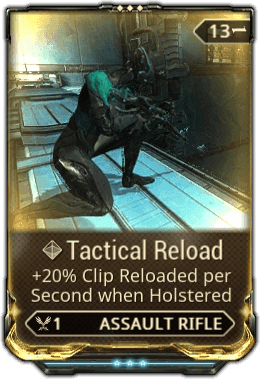 13
Tactical Reload
+20% Clip Reloaded per
Second when Holstered
1 ASSAULT RIFLE